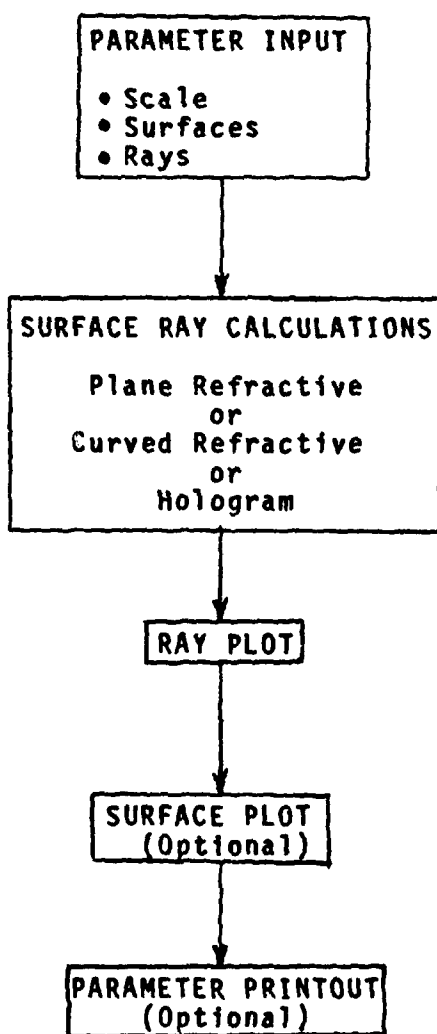 PARAMETER INPUT
• Scale
• Surfaces
• Rays
SURFACE RAY CALCULATIONS
Plane Refractive
or
Curved Refractive
or
Hologram
RAY PLOT
SURFACE PLOT
(Optional)
PARAMETER PRINTOUT
(Optional)